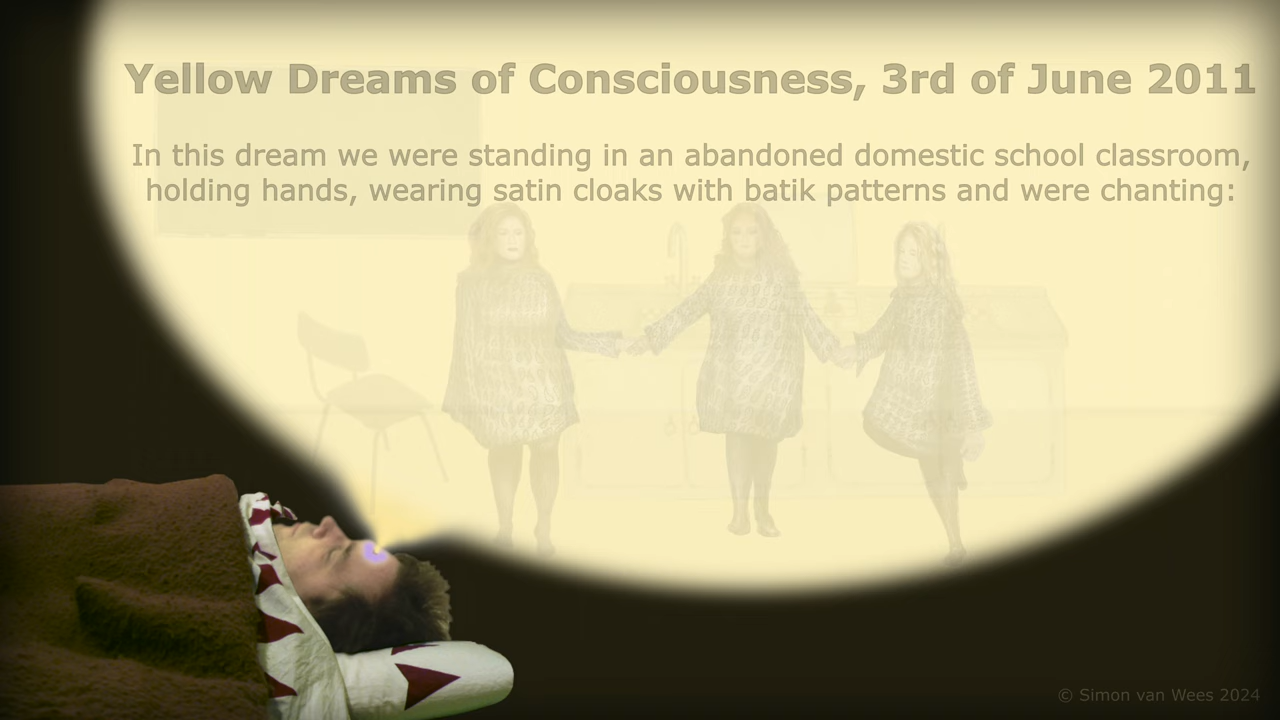 Yellow Dreams of Consciousness, 3rd of June 2011
In this dream we were standing in an abandoned domestic school classroom,
holding hands, wearing satin cloaks with batik patterns and were chanting:
© Simon van Wees 2024